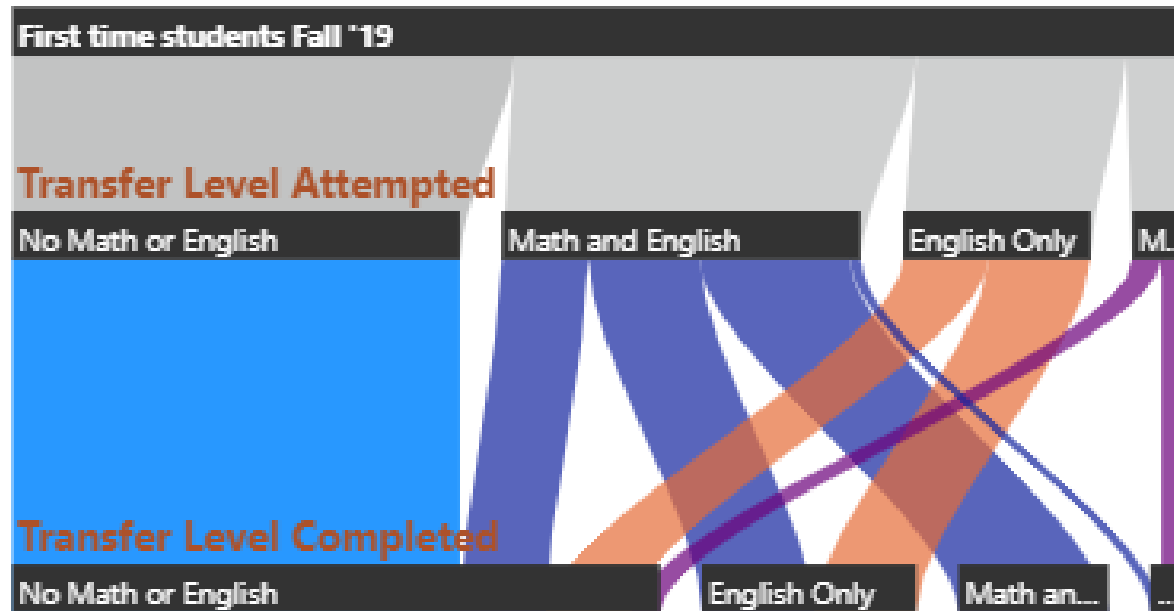 First time students Fall '19
Transfer Level Attempted
No Math or English
Math and English
English Only
M...
Transfer Level Completed
No Math or English
English Only
Math an...
...